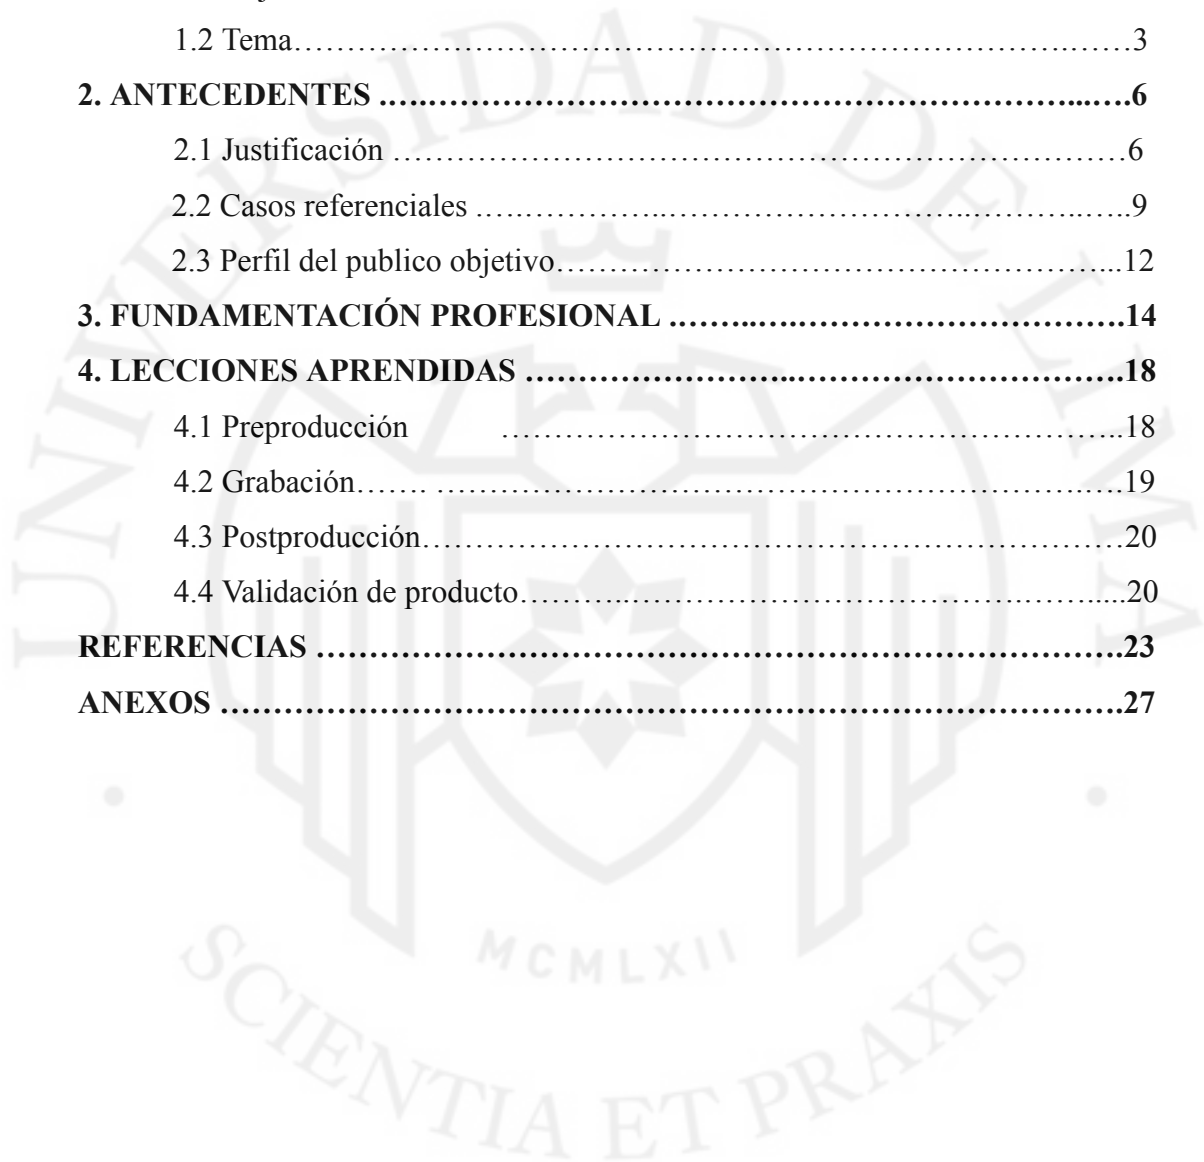 1.2 Tema……………………………………………………………….……3
2. ANTECEDENTES …..………………………………………………………...….6
2.1 Justificación ………………………………………….…………………………6
2.2 Casos referenciales ….…………..……………………………….………..…..9
2.3 Perfil del publico objetivo……………………………………………………...12
3. FUNDAMENTACIÓN PROFESIONAL ……..….……………………………….14
4. LECCIONES APRENDIDAS ……………………..……………………………….18
4.1 Preproducción ………………………………………………………..18
4.2 Grabación……. ……………………………………………………….…..19
4.3 Postproducción…………………………………………………………………20
4.4 Validación de producto……….………………………………………….....20
REFERENCIAS ……………………………………………………………………….23
ANEXOS ……………………………………………………………………………….27
UNIVERSIDAD DE LIMA
MCMLXII
SCIENTIA ET PRAXIS